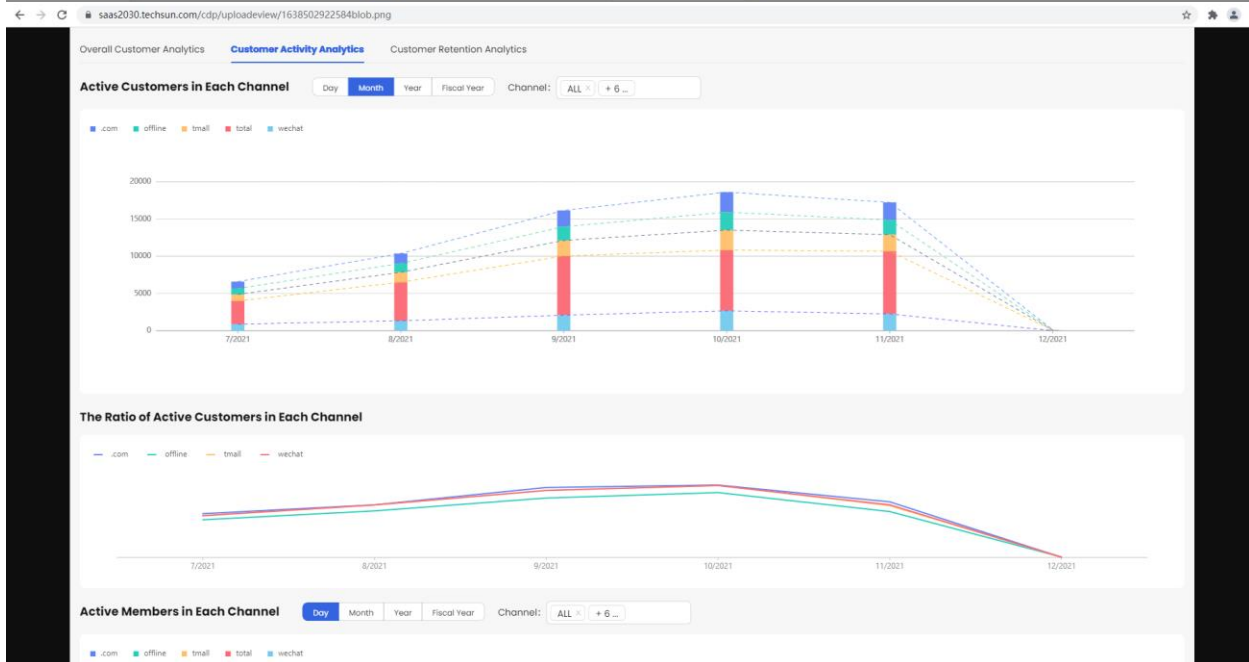 saas2030.techsun.com/cdp/uploadeview/1638502922584blob.png
Overall Customer Analytics Customer Activity Analytics Customer Retention Analytics
Active Customers in Each Channel Day Month Year Fiscal Year Channel: ALL × + 6 ...
.com offline tmall total wechat
20000
15000
10000
5000
0
7/2021 8/2021 9/2021 10/2021 11/2021 12/2021
The Ratio of Active Customers in Each Channel
.com offline tmall wechat
7/2021 8/2021 9/2021 10/2021 11/2021 12/2021
Active Members in Each Channel Day Month Year Fiscal Year Channel: ALL × + 6 ...
.com offline tmall total wechat